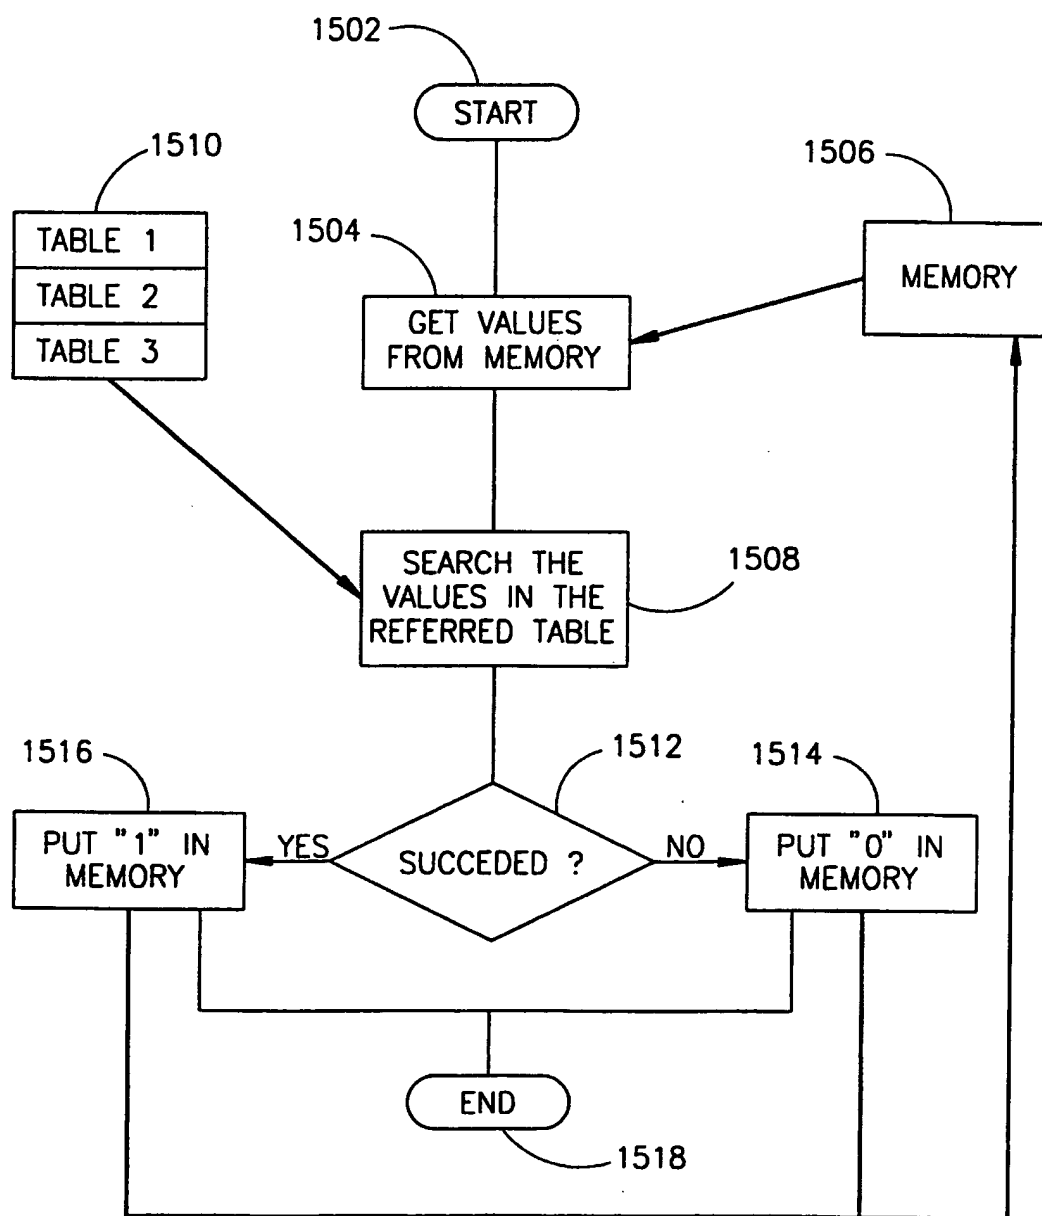 1502
START
1510
1506
TABLE 1
TABLE 2
TABLE 3
1504
MEMORY
GET VALUES
FROM MEMORY
SEARCH THE
VALUES IN THE
REFERRED TABLE
1508
1516
1512
1514
PUT "1" IN
MEMORY
YES
SUCCEDED ?
NO
PUT "0" IN
MEMORY
END
1518